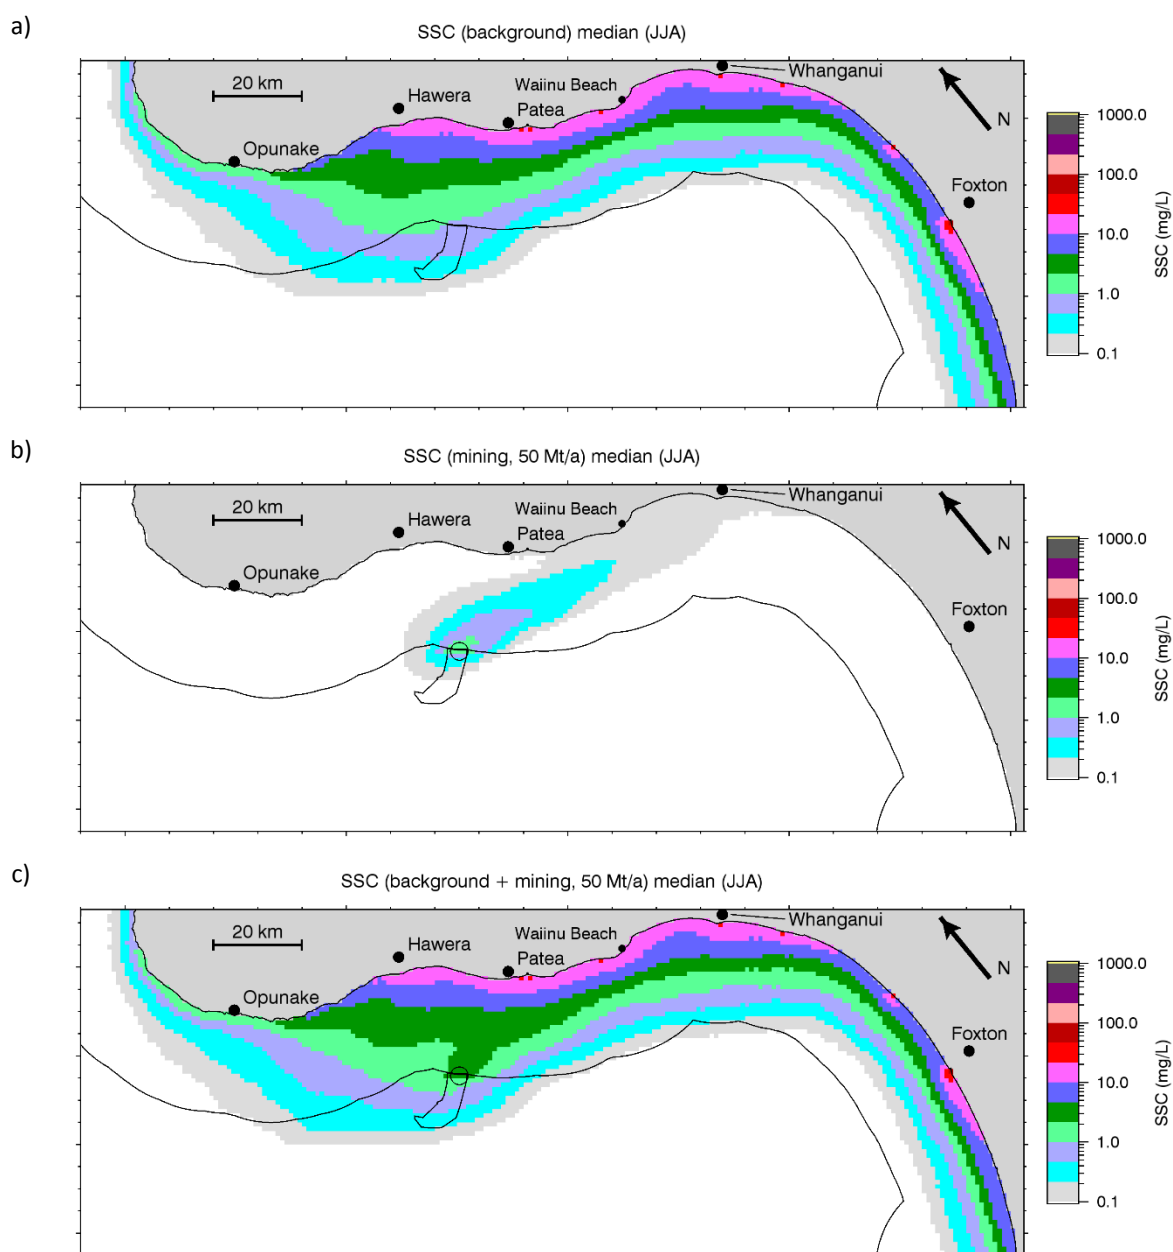 a)
SSC (background) median (JJA)
20 km
Hawera
Waiinu Beach
Patea
Whanganui
Opunake
Foxton
N
1000.0
100.0
10.0
1.0
0.1
SSC (mg/L)
b)
SSC (mining, 50 Mt/a) median (JJA)
20 km
Hawera
Waiinu Beach
Patea
Whanganui
Opunake
Foxton
N
1000.0
100.0
10.0
1.0
0.1
SSC (mg/L)
c)
SSC (background + mining, 50 Mt/a) median (JJA)
20 km
Hawera
Waiinu Beach
Patea
Whanganui
Opunake
Foxton
N
1000.0
100.0
10.0
1.0
0.1
SSC (mg/L)